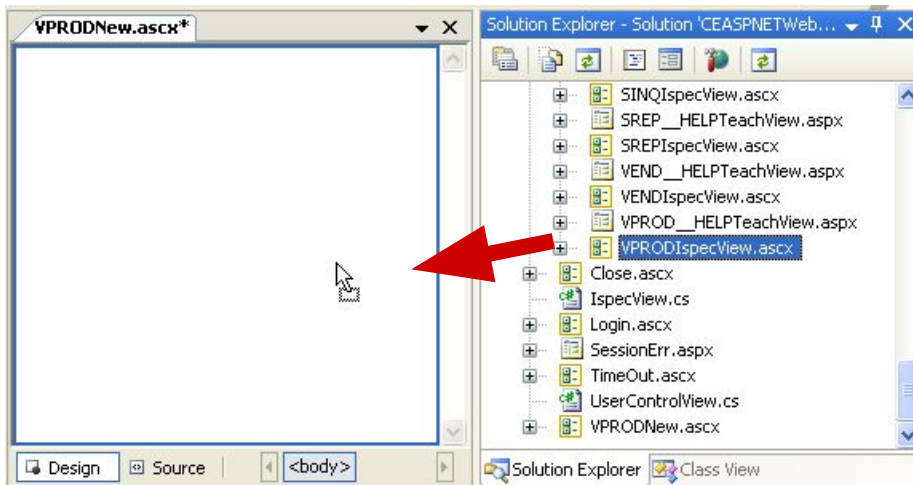 VPRODNew.ascx*
Design
Source
<body>
Solution Explorer - Solution 'CEASPNETWeb...
SINQIspecView.ascx
SREP__HELPTeachView.aspx
SREPIspecView.ascx
VEND__HELPTeachView.aspx
VENDIspecView.ascx
VPROD__HELPTeachView.aspx
VPRODIspecView.ascx
Close.ascx
IspecView.cs
Login.ascx
SessionErr.aspx
TimeOut.ascx
UserControlView.cs
VPRODNew.ascx
Solution Explorer
Class View